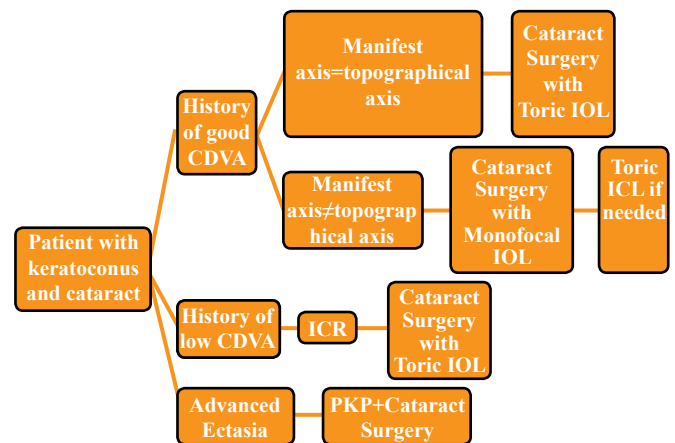 Patient with
keratoconus
and cataract
History
of good
CDVA
Manifest
axis=topographical
axis
Cataract
Surgery
with
Toric IOL
Manifest
axis≠topograp
hical axis
Cataract
Surgery
with
Monofocal
IOL
Toric
ICL if
needed
History of
low CDVA
ICR
Cataract
Surgery
with
Toric IOL
Advanced
Ectasia
PKP+Cataract
Surgery